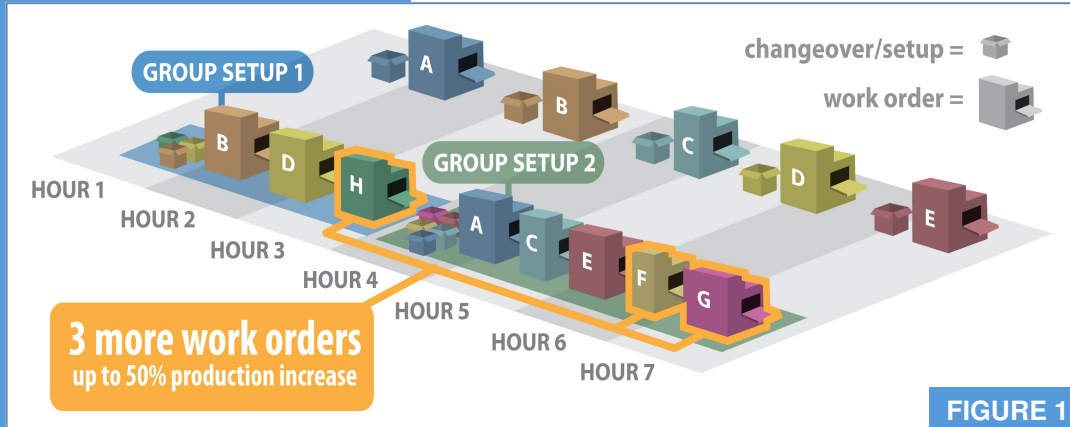 changeover/setup =
work order =
GROUP SETUP 1
A
B
C
D
E
B
D
H
GROUP SETUP 2
A
C
E
F
G
HOUR 1
HOUR 2
HOUR 3
HOUR 4
HOUR 5
HOUR 6
HOUR 7
3 more work orders
up to 50% production increase
FIGURE 1